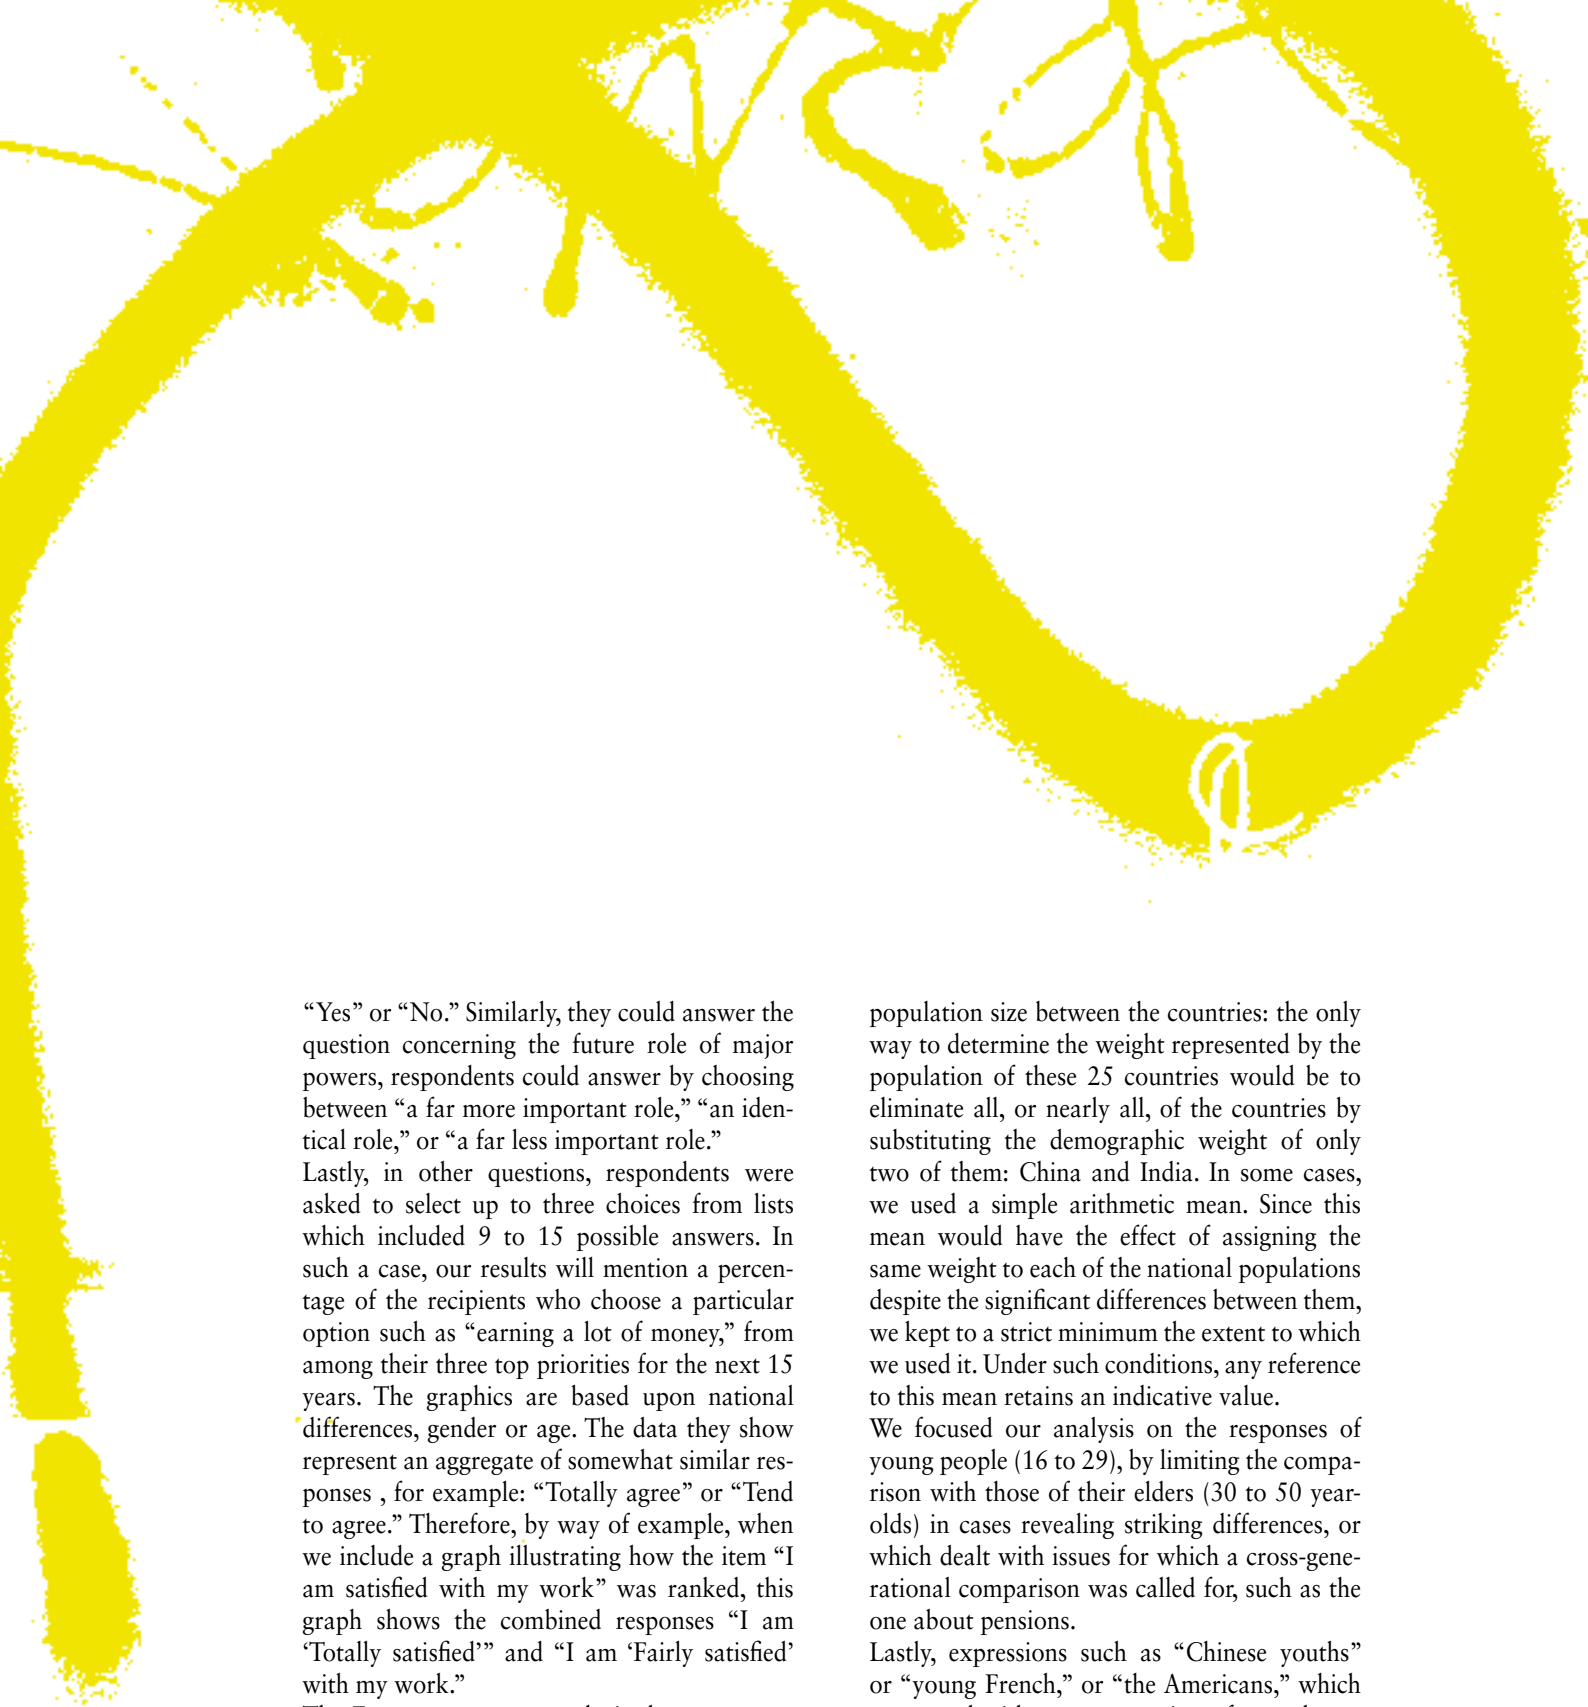 “Yes” or “No.” Similarly, they could answer the
question concerning the future role of major
powers, respondents could answer by choosing
between “a far more important role,” “an iden-
tical role,” or “a far less important role.”
Lastly, in other questions, respondents were
asked to select up to three choices from lists
which included 9 to 15 possible answers. In
such a case, our results will mention a percen-
tage of the recipients who choose a particular
option such as “earning a lot of money,” from
among their three top priorities for the next 15
years. The graphics are based upon national
differences, gender or age. The data they show
represent an aggregate of somewhat similar res-
ponses , for example: “Totally agree” or “Tend
to agree.” Therefore, by way of example, when
we include a graph illustrating how the item “I
am satisfied with my work” was ranked, this
graph shows the combined responses “I am
‘Totally satisfied’” and “I am ‘Fairly satisfied’
with my work.”
population size between the countries: the only
way to determine the weight represented by the
population of these 25 countries would be to
eliminate all, or nearly all, of the countries by
substituting the demographic weight of only
two of them: China and India. In some cases,
we used a simple arithmetic mean. Since this
mean would have the effect of assigning the
same weight to each of the national populations
despite the significant differences between them,
we kept to a strict minimum the extent to which
we used it. Under such conditions, any reference
to this mean retains an indicative value.
We focused our analysis on the responses of
young people (16 to 29), by limiting the compa-
rison with those of their elders (30 to 50 year-
olds) in cases revealing striking differences, or
which dealt with issues for which a cross-gene-
rational comparison was called for, such as the
one about pensions.
Lastly, expressions such as “Chinese youths”
or “young French,” or “the Americans,” which